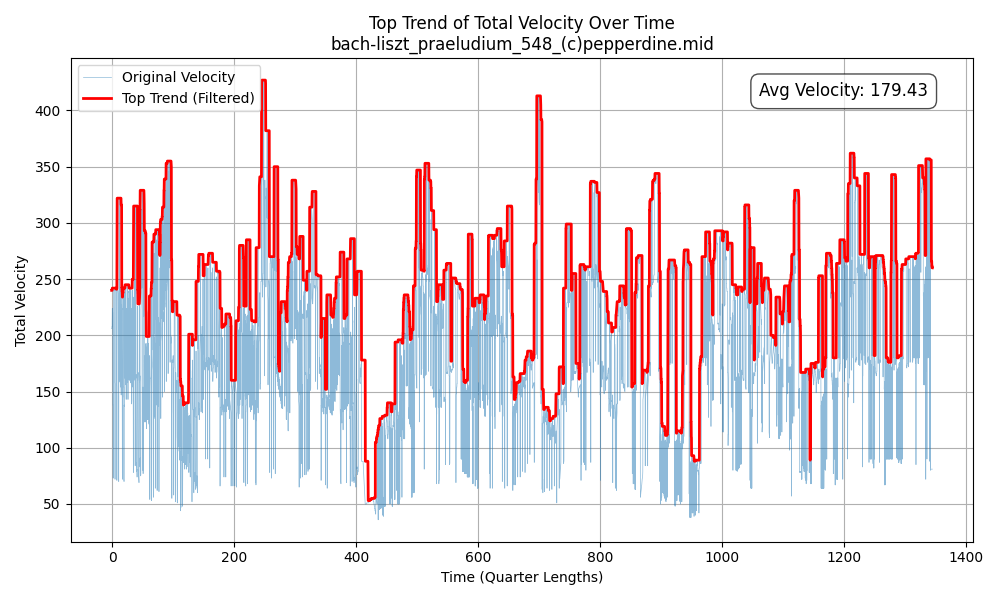 Top Trend of Total Velocity Over Time
bach-liszt_praeludium_548_(c)pepperdine.mid
Original Velocity
Top Trend (Filtered)
Avg Velocity: 179.43
Total Velocity
400
350
300
250
200
150
100
50
0 200 400 600 800 1000 1200 1400
Time (Quarter Lengths)